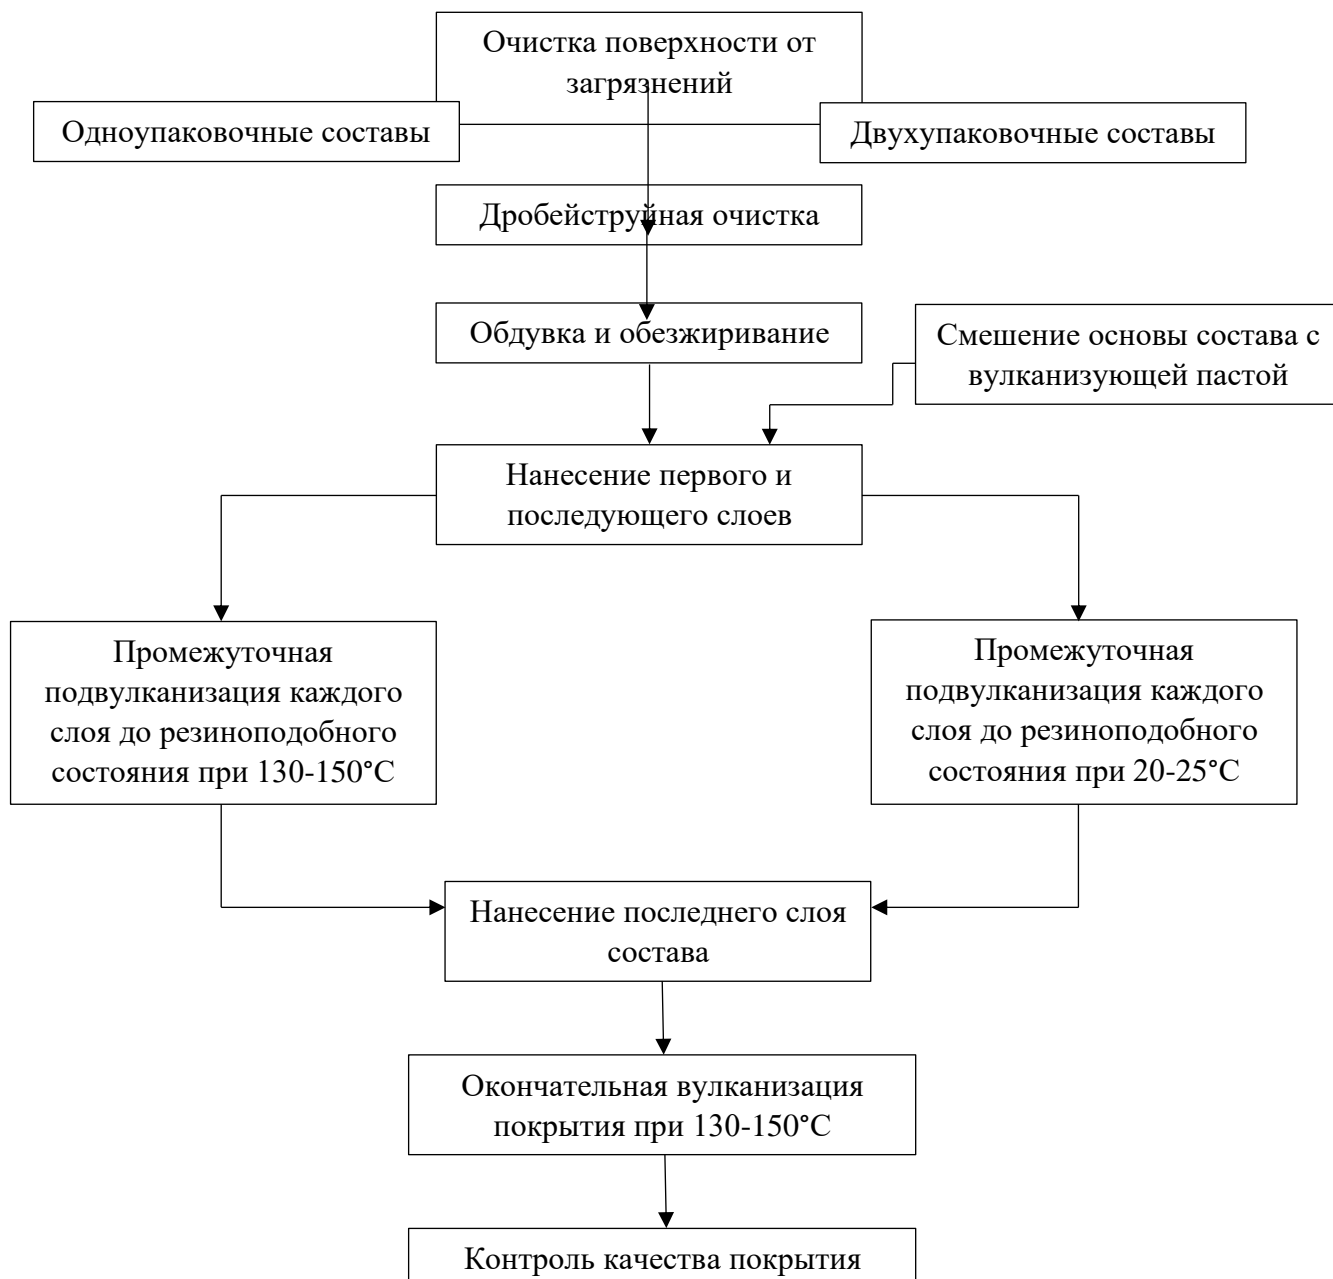 Очистка поверхности от
загрязнений
Одноупаковочные составы
Двухупаковочные составы
Дробейструйная очистка
Обдувка и обезжиривание
Смешение основы состава с
вулканизующей пастой
Нанесение первого и
последующего слоев
Промежуточная
подвулканизация каждого
слоя до резиноподобного
состояния при 130-150°С
Промежуточная
подвулканизация каждого
слоя до резиноподобного
состояния при 20-25°С
Нанесение последнего слоя
состава
Окончательная вулканизация
покрытия при 130-150°С
Контроль качества покрытия